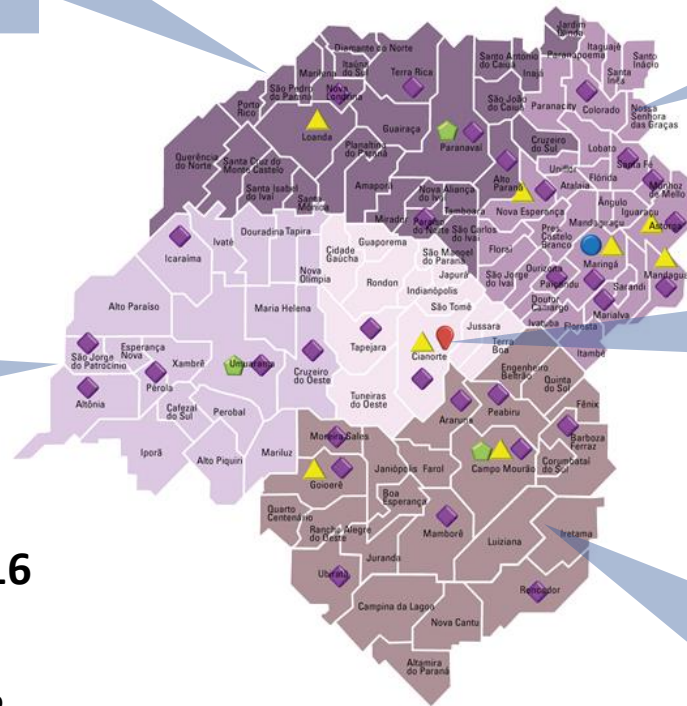 Diamante do Norte
Itaúna
do Sul
Marilena
São Pedro
do Paraná
Nova
Londrina
Porto
Rico
Terra Rica
Loanda
Querência
do Norte
Santa Cruz do
Monte Castelo
Santa Isabel
do Ivaí
Santa
Mônica
Planaltina
do Paraná
Guairaça
Amaporã
Paranavaí
Santo Antônio
do Caiuá
São João
do Caiuá
Inajá
Jardim
Olinda
Paranapoema
Itaguajé
Santo
Inácio
Santa
Inês
Paranacity
Colorado
Nossa
Senhora
das Graças
Cruzeiro
do Sul
Lobato
Santa Fé
Uniflor
Atalaia
Flórida
Munhoz
de Mello
Alto
Paraná
Nova Esperança
Ângulo
Iguaraçu
Astorga
Mandaguaçu
Pres.
Castelo
Branco
Maringá
Mandagua
Sarandi
Marialva
Paiçandu
Ourizona
Doutor
Camargo
Ivatuba
Floresta
Itambé
São Jorge
do Ivaí
Floraí
Nova Aliança
do Ivaí
Tamboara
Mirador
Paraíso
do Norte
São Carlos
do Ivaí
São Manoel
do Paraná
Japurá
Indianópolis
São Tomé
Jussara
Terra
Boa
Cianorte
Guaporema
Cidade
Gaúcha
Rondon
Tapejara
Tuneiras
do Oeste
Douradina
Tapira
Ivaté
Icaraíma
Nova
Olímpia
Maria Helena
Alto Paraíso
Esperança
Nova
São Jorge
do Patrocínio
Pérola
Xambrê
Umuarama
Cruzeiro
do Oeste
Altônia
Cafezal
do Sul
Perobal
Iporã
Alto Piquiri
Mariluz
Moreira Sales
Goioerê
Quarto
Centenário
Rancho Alegre
do Oeste
Janiópolis
Farol
Boa
Esperança
Juranda
Ubiratã
Mamborê
Campo Mourão
Araruna
Peabiru
Engenheiro
Beltrão
Quinta
do Sol
Fênix
Barboza
Ferraz
Corumbataí
do Sol
Luiziana
Iretama
Roncador
Campina da Lagoa
Nova Cantu
Altamira
do Paraná
16